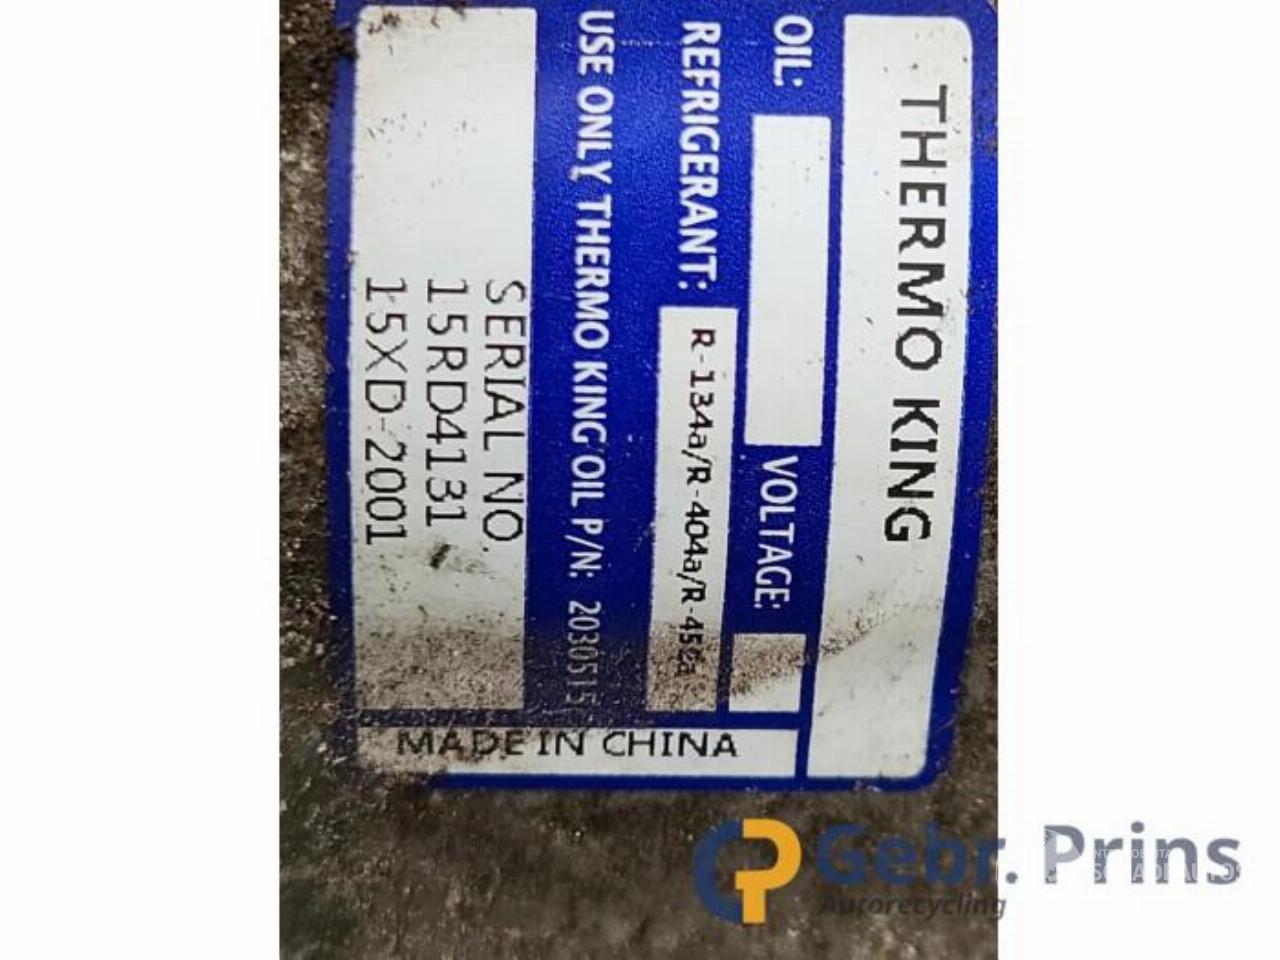 THERMO KING
OIL: VOLTAGE:
REFRIGERANT: R-134a/R-404a/R-452a
USE ONLY THERMO KING OIL P/N: 2030515
SERIAL NO.
15RD4131
15XD-2001
MADE IN CHINA
Gebr. Prins
Autorecycling